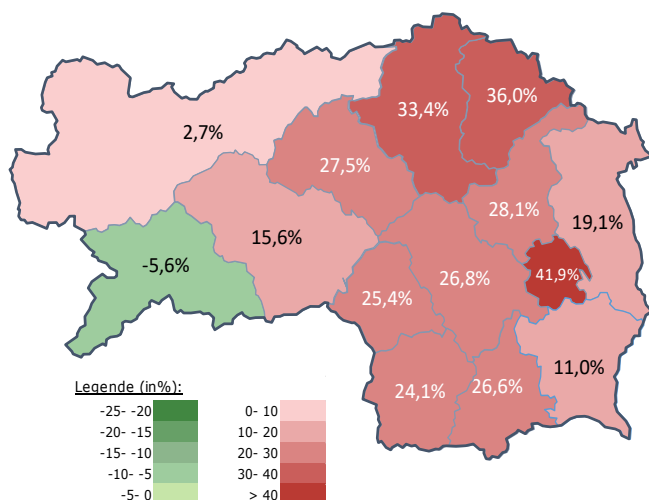 36,0%
33,4%
2,7%
27,5%
28,1%
19,1%
15,6%
-5,6%
26,8%
41,9%
25,4%
11,0%
24,1%
26,6%
Legende (in%):
-25- -20 0- 10
-20- -15 10- 20
-15- -10 20- 30
-10- -5 30- 40
-5- 0 > 40